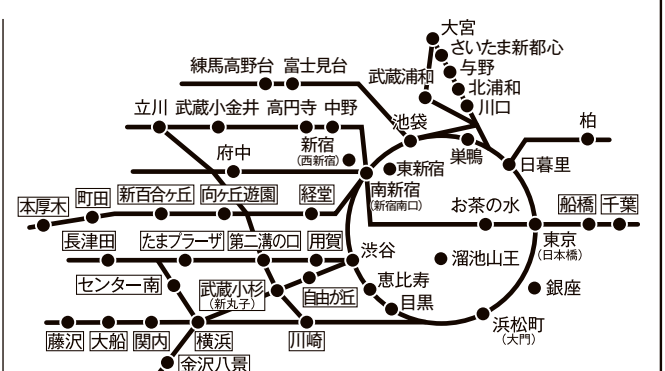 大宮
さいたま新都心
与野
北浦和
川口
武蔵浦和
練馬高野台
富士見台
立川
武蔵小金井
高円寺
中野
池袋
柏
巣鴨
日暮里
府中
新宿
(西新宿)
東新宿
南新宿
(新宿南口)
本厚木
町田
新百合ヶ丘
向ヶ丘遊園
経堂
お茶の水
船橋
千葉
東京
(日本橋)
長津田
たまプラーザ
第二溝の口
用賀
渋谷
溜池山王
センター南
武蔵小杉
(新丸子)
自由が丘
恵比寿
目黒
銀座
浜松町
(大門)
藤沢
大船
関内
横浜
川崎
金沢八景